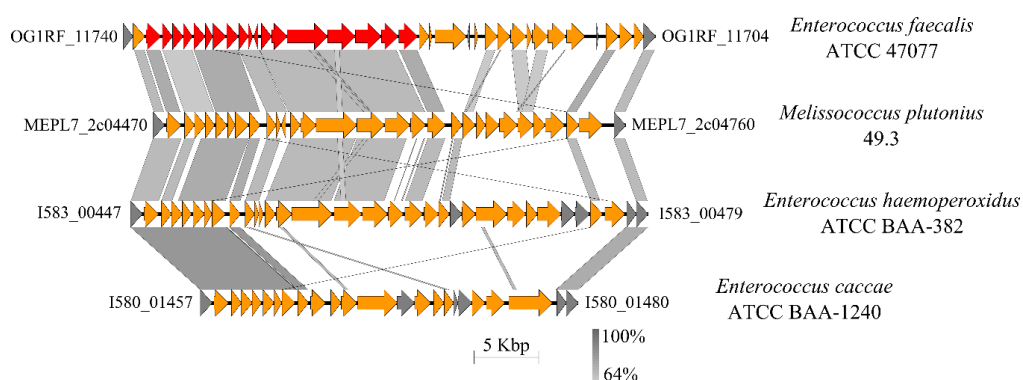 OG1RF_11740 OG1RF_11704 Enterococcus faecalis
ATCC 47077
MEPL7_2c04470 MEPL7_2c04760 Melissococcus plutonius
49.3
I583_00447 I583_00479 Enterococcus haemoperoxidus
ATCC BAA-382
I580_01457 I580_01480 Enterococcus caccae
ATCC BAA-1240
5 Kbp
100%
64%